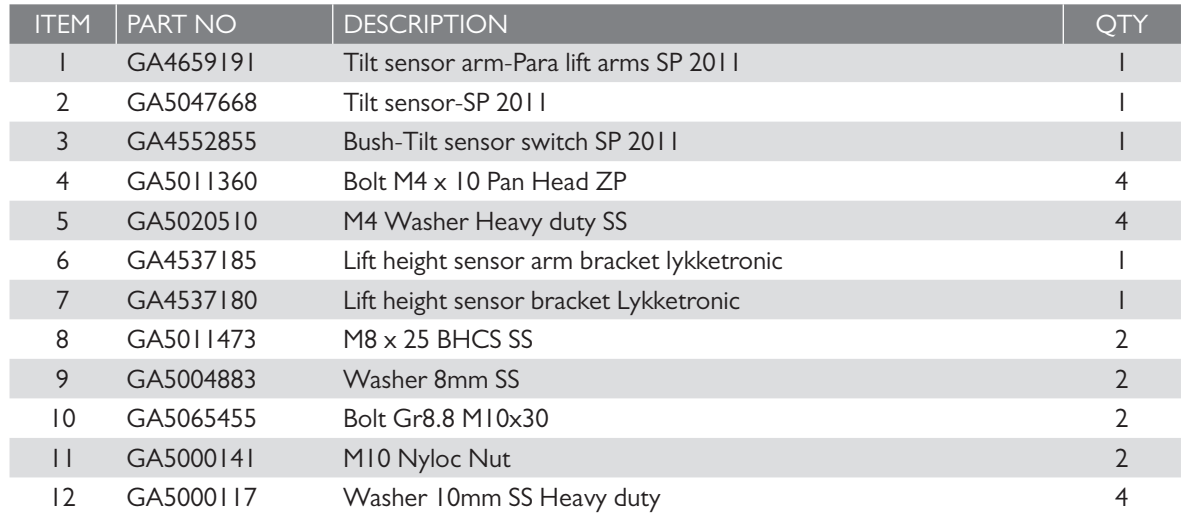 ITEM PART NO DESCRIPTION QTY
1 GA4659191 Tilt sensor arm-Para lift arms SP 2011 1
2 GA5047668 Tilt sensor-SP 2011 1
3 GA4552855 Bush-Tilt sensor switch SP 2011 1
4 GA5011360 Bolt M4 x 10 Pan Head ZP 4
5 GA5020510 M4 Washer Heavy duty SS 4
6 GA4537185 Lift height sensor arm bracket lykketronic 1
7 GA4537180 Lift height sensor bracket Lykketronic 1
8 GA5011473 M8 x 25 BHCS SS 2
9 GA5004883 Washer 8mm SS 2
10 GA5065455 Bolt Gr8.8 M10x30 2
11 GA5000141 M10 Nyloc Nut 2
12 GA5000117 Washer 10mm SS Heavy duty 4